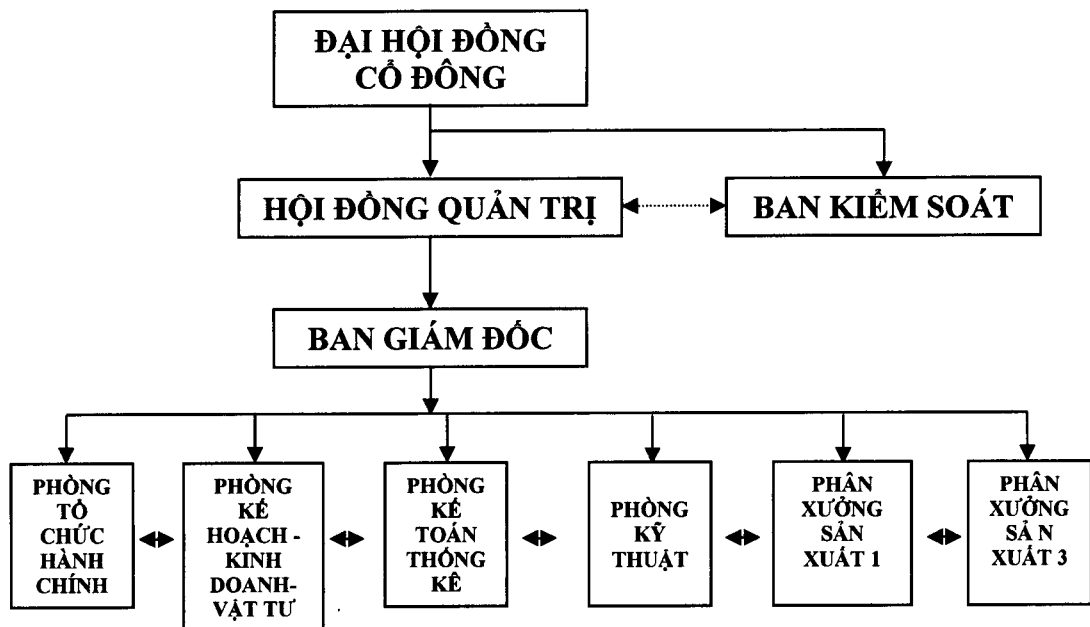 ĐẠI HỘI ĐỒNG
CỔ ĐÔNG
HỘI ĐỒNG QUẢN TRỊ
BAN KIỂM SOÁT
BAN GIÁM ĐỐC
PHÒNG
TỔ
CHỨC
HÀNH
CHÍNH
PHÒNG
KẾ
HOẠCH -
KINH
DOANH-
VẬT TƯ
PHÒNG
KẾ
TOÁN
THỐNG
KÊ
PHÒNG
KỸ
THUẬT
PHÂN
XƯỞNG
SẢN
XUẤT 1
PHÂN
XƯỞNG
SẢ N
XUẤT 3